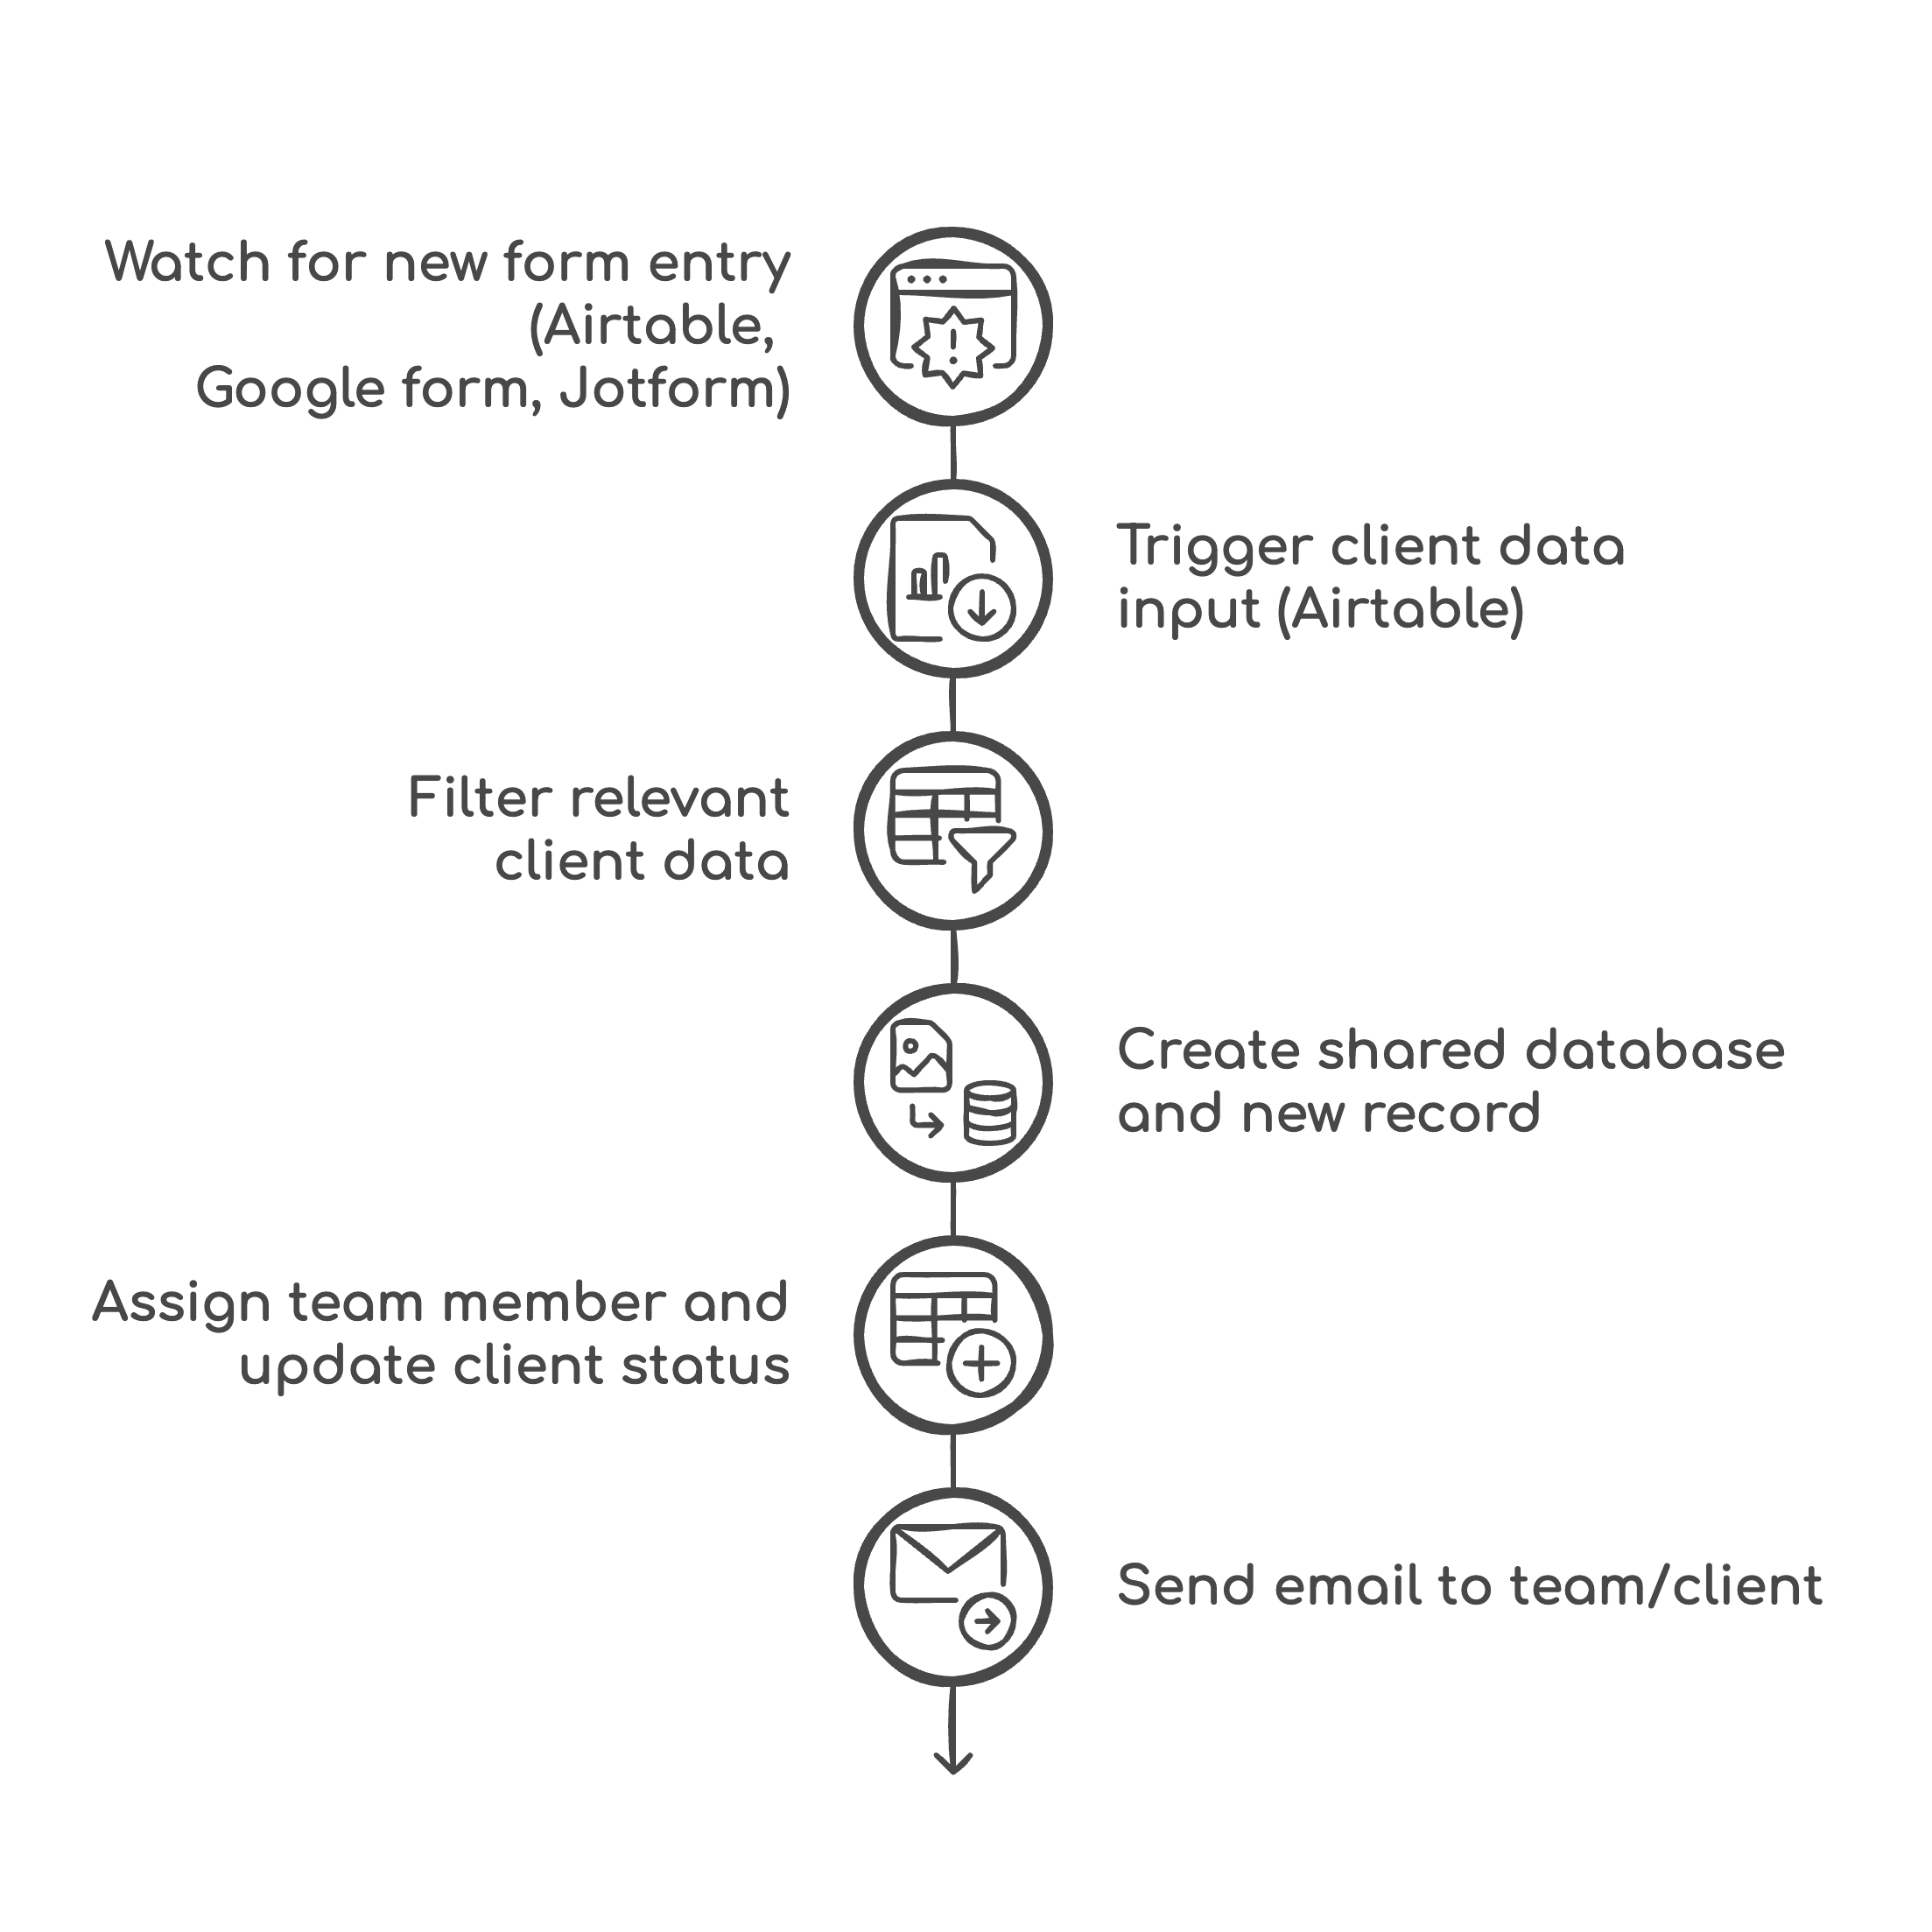 Watch for new form entry
(Airtable,
Google form, Jotform)
Trigger client data
input (Airtable)
Filter relevant
client data
Create shared database
and new record
Assign team member and
update client status
Send email to team/client